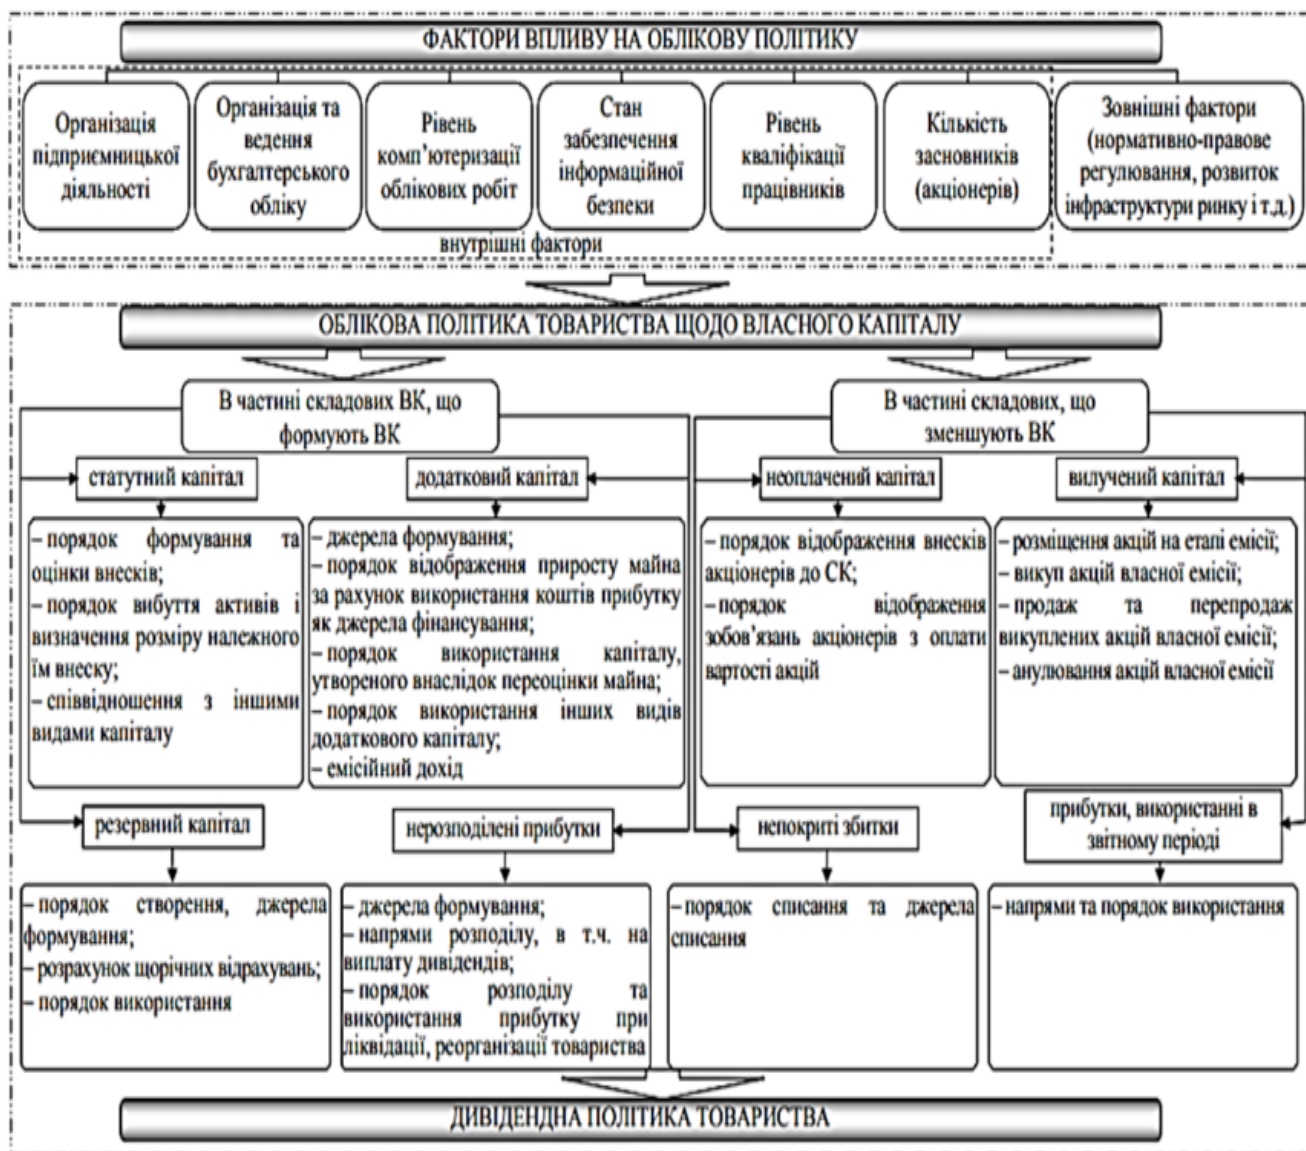 ФАКТОРИ ВПЛИВУ НА ОБЛІКОВУ ПОЛІТИКУ
Організація
підприємницької
діяльності
Організація та
ведення
бухгалтерського
обліку
Рівень
комп’ютеризації
облікових робіт
Стан
забезпечення
інформаційної
безпеки
Рівень
кваліфікації
працівників
Кількість
засновників
(акціонерів)
Зовнішні фактори
(нормативно-правове
регулювання, розвиток
інфраструктури ринку і т.д.)
внутрішні фактори
ОБЛІКОВА ПОЛІТИКА ТОВАРИСТВА ЩОДО ВЛАСНОГО КАПІТАЛУ
В частині складових ВК, що
формують ВК
В частині складових, що
зменшують ВК
статутний капітал
додатковий капітал
неоплачений капітал
вилучений капітал
– порядок формування та
оцінки внесків;
– порядок вибуття активів і
визначення розміру належного
їм внеску;
– співвідношення з іншими
видами капіталу
– джерела формування;
– порядок відображення приросту майна
за рахунок використання коштів прибутку
як джерела фінансування;
– порядок використання капіталу,
утвореного внаслідок переоцінки майна;
– порядок використання інших видів
додаткового капіталу;
– емісійний дохід
– порядок відображення внесків
акціонерів до СК;
– порядок відображення
зобов’язань акціонерів з оплати
вартості акцій
– розміщення акцій на етапі емісії;
– викуп акцій власної емісії;
– продаж та перепродаж
викуплених акцій власної емісії;
– анулювання акцій власної емісії
резервний капітал
нерозподілені прибутки
непокриті збитки
прибутки, використанні в
звітному періоді
– порядок створення, джерела
формування;
– розрахунок щорічних відрахувань;
– порядок використання
– джерела формування;
– напрями розподілу, в т.ч. на
виплату дивідендів;
– порядок розподілу та
використання прибутку при
ліквідації, реорганізації товариства
– порядок списання та джерела
списання
– напрями та порядок використання
ДИВІДЕНДНА ПОЛІТИКА ТОВАРИСТВА